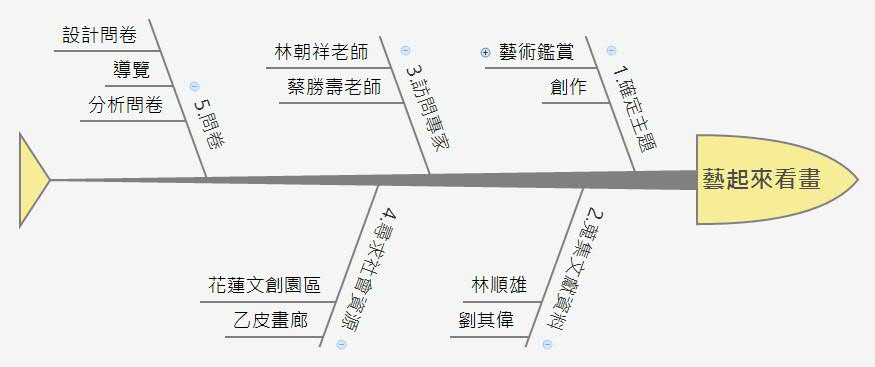 藝起來看畫
1.確定主題
藝術鑑賞
創作
2.蒐集文獻資料
林順雄
劉其偉
3.訪問專家
林朝祥老師
蔡勝壽老師
4.尋求社會資源
花蓮文創園區
乙皮畫廊
5.問卷
設計問卷
導覽
分析問卷